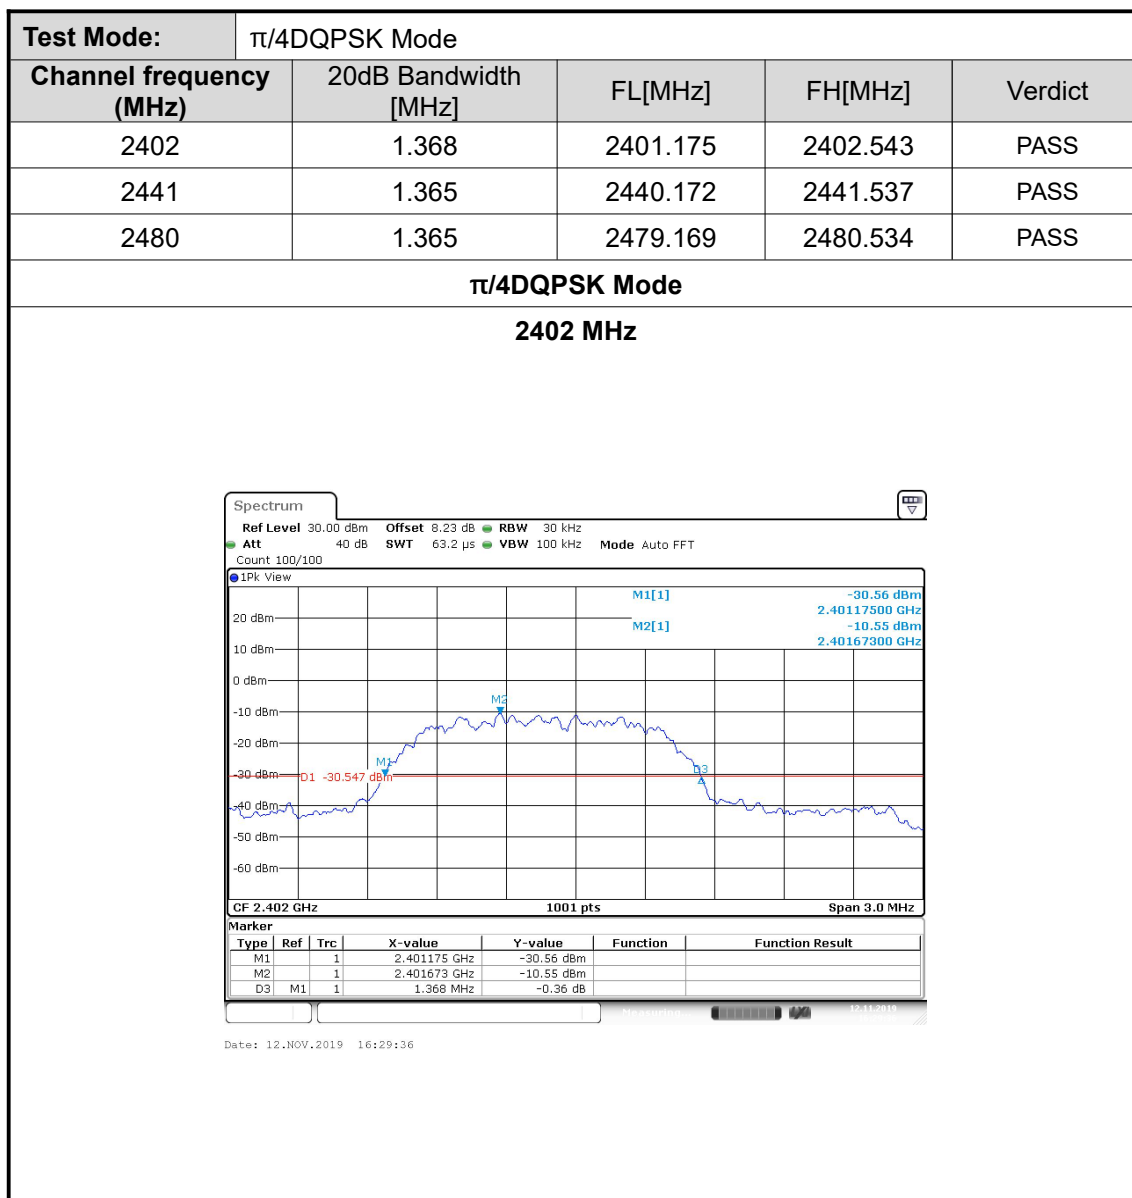 Test Mode: π/4DQPSK Mode
Channel frequency (MHz) 20dB Bandwidth [MHz] FL[MHz] FH[MHz] Verdict
2402 1.368 2401.175 2402.543 PASS
2441 1.365 2440.172 2441.537 PASS
2480 1.365 2479.169 2480.534 PASS
π/4DQPSK Mode
2402 MHz
Spectrum
Ref Level 30.00 dBm Offset 8.23 dB RBW 30 kHz
Att 40 dB SWT 63.2 µs VBW 100 kHz Mode Auto FFT
Count 100/100
1Pk View
M1[1] -30.56 dBm
2.40117500 GHz
20 dBm
M2[1] -10.55 dBm
2.40167300 GHz
10 dBm
0 dBm
M2
-10 dBm
-20 dBm
M1
D3
-30 dBm
D1 -30.547 dBm
-40 dBm
-50 dBm
-60 dBm
CF 2.402 GHz 1001 pts Span 3.0 MHz
Marker
Type Ref Trc X-value Y-value Function Function Result
M1 1 2.401175 GHz -30.56 dBm
M2 1 2.401673 GHz -10.55 dBm
D3 M1 1 1.368 MHz -0.36 dB
Measuring... 12.11.2019
Date: 12.NOV.2019 16:29:36